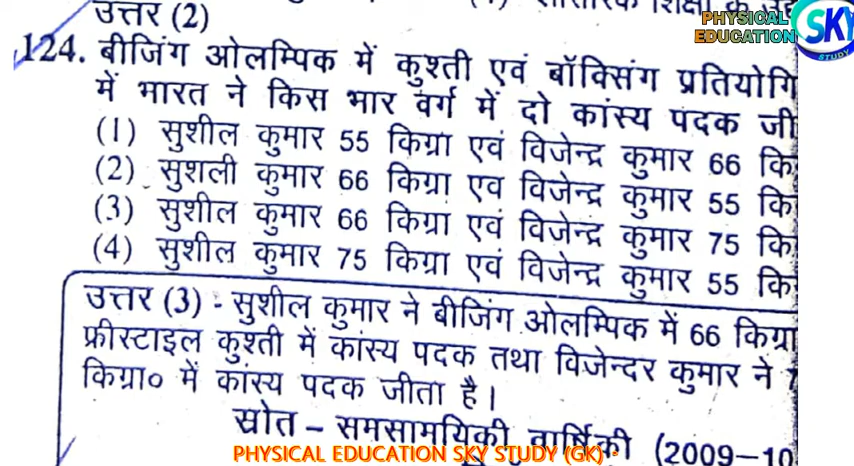 उत्तर (2)
PHYSICAL
EDUCATION
SKY
STUDY
124. बीजिंग ओलम्पिक में कुश्ती एवं बॉक्सिंग प्रतियोगि
में भारत ने किस भार वर्ग में दो कांस्य पदक जी
(1) सुशील कुमार 55 किग्रा एवं विजेन्द्र कुमार 66 कि
(2) सुशली कुमार 66 किग्रा एवं विजेन्द्र कुमार 55 कि
(3) सुशील कुमार 66 किग्रा एवं विजेन्द्र कुमार 75 कि
(4) सुशील कुमार 75 किग्रा एवं विजेन्द्र कुमार 55 कि
उत्तर (3) - सुशील कुमार ने बीजिंग ओलम्पिक में 66 किग्रा
फ्रीस्टाइल कुश्ती में कांस्य पदक तथा विजेन्दर कुमार ने
किग्रा० में कांस्य पदक जीता है।
स्रोत – समसामयिकी वार्षिकी (2009–10
PHYSICAL EDUCATION SKY STUDY (GK) -